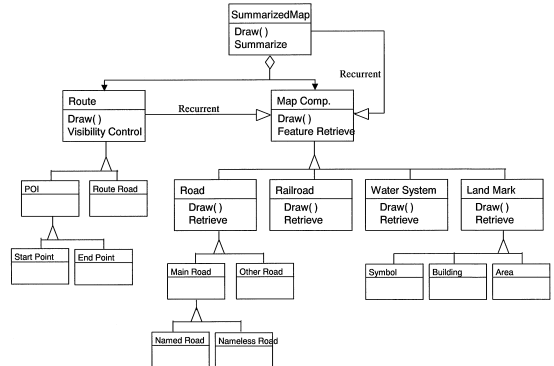 SummarizedMap
Draw( )
Summarize
Recurrent
Route
Draw( )
Visibility Control
Recurrent
Map Comp.
Draw( )
Feature Retrieve
POI
Route Road
Road
Draw( )
Retrieve
Railroad
Draw( )
Retrieve
Water System
Draw( )
Retrieve
Land Mark
Draw( )
Retrieve
Start Point
End Point
Main Road
Other Road
Symbol
Building
Area
Named Road
Nameless Road